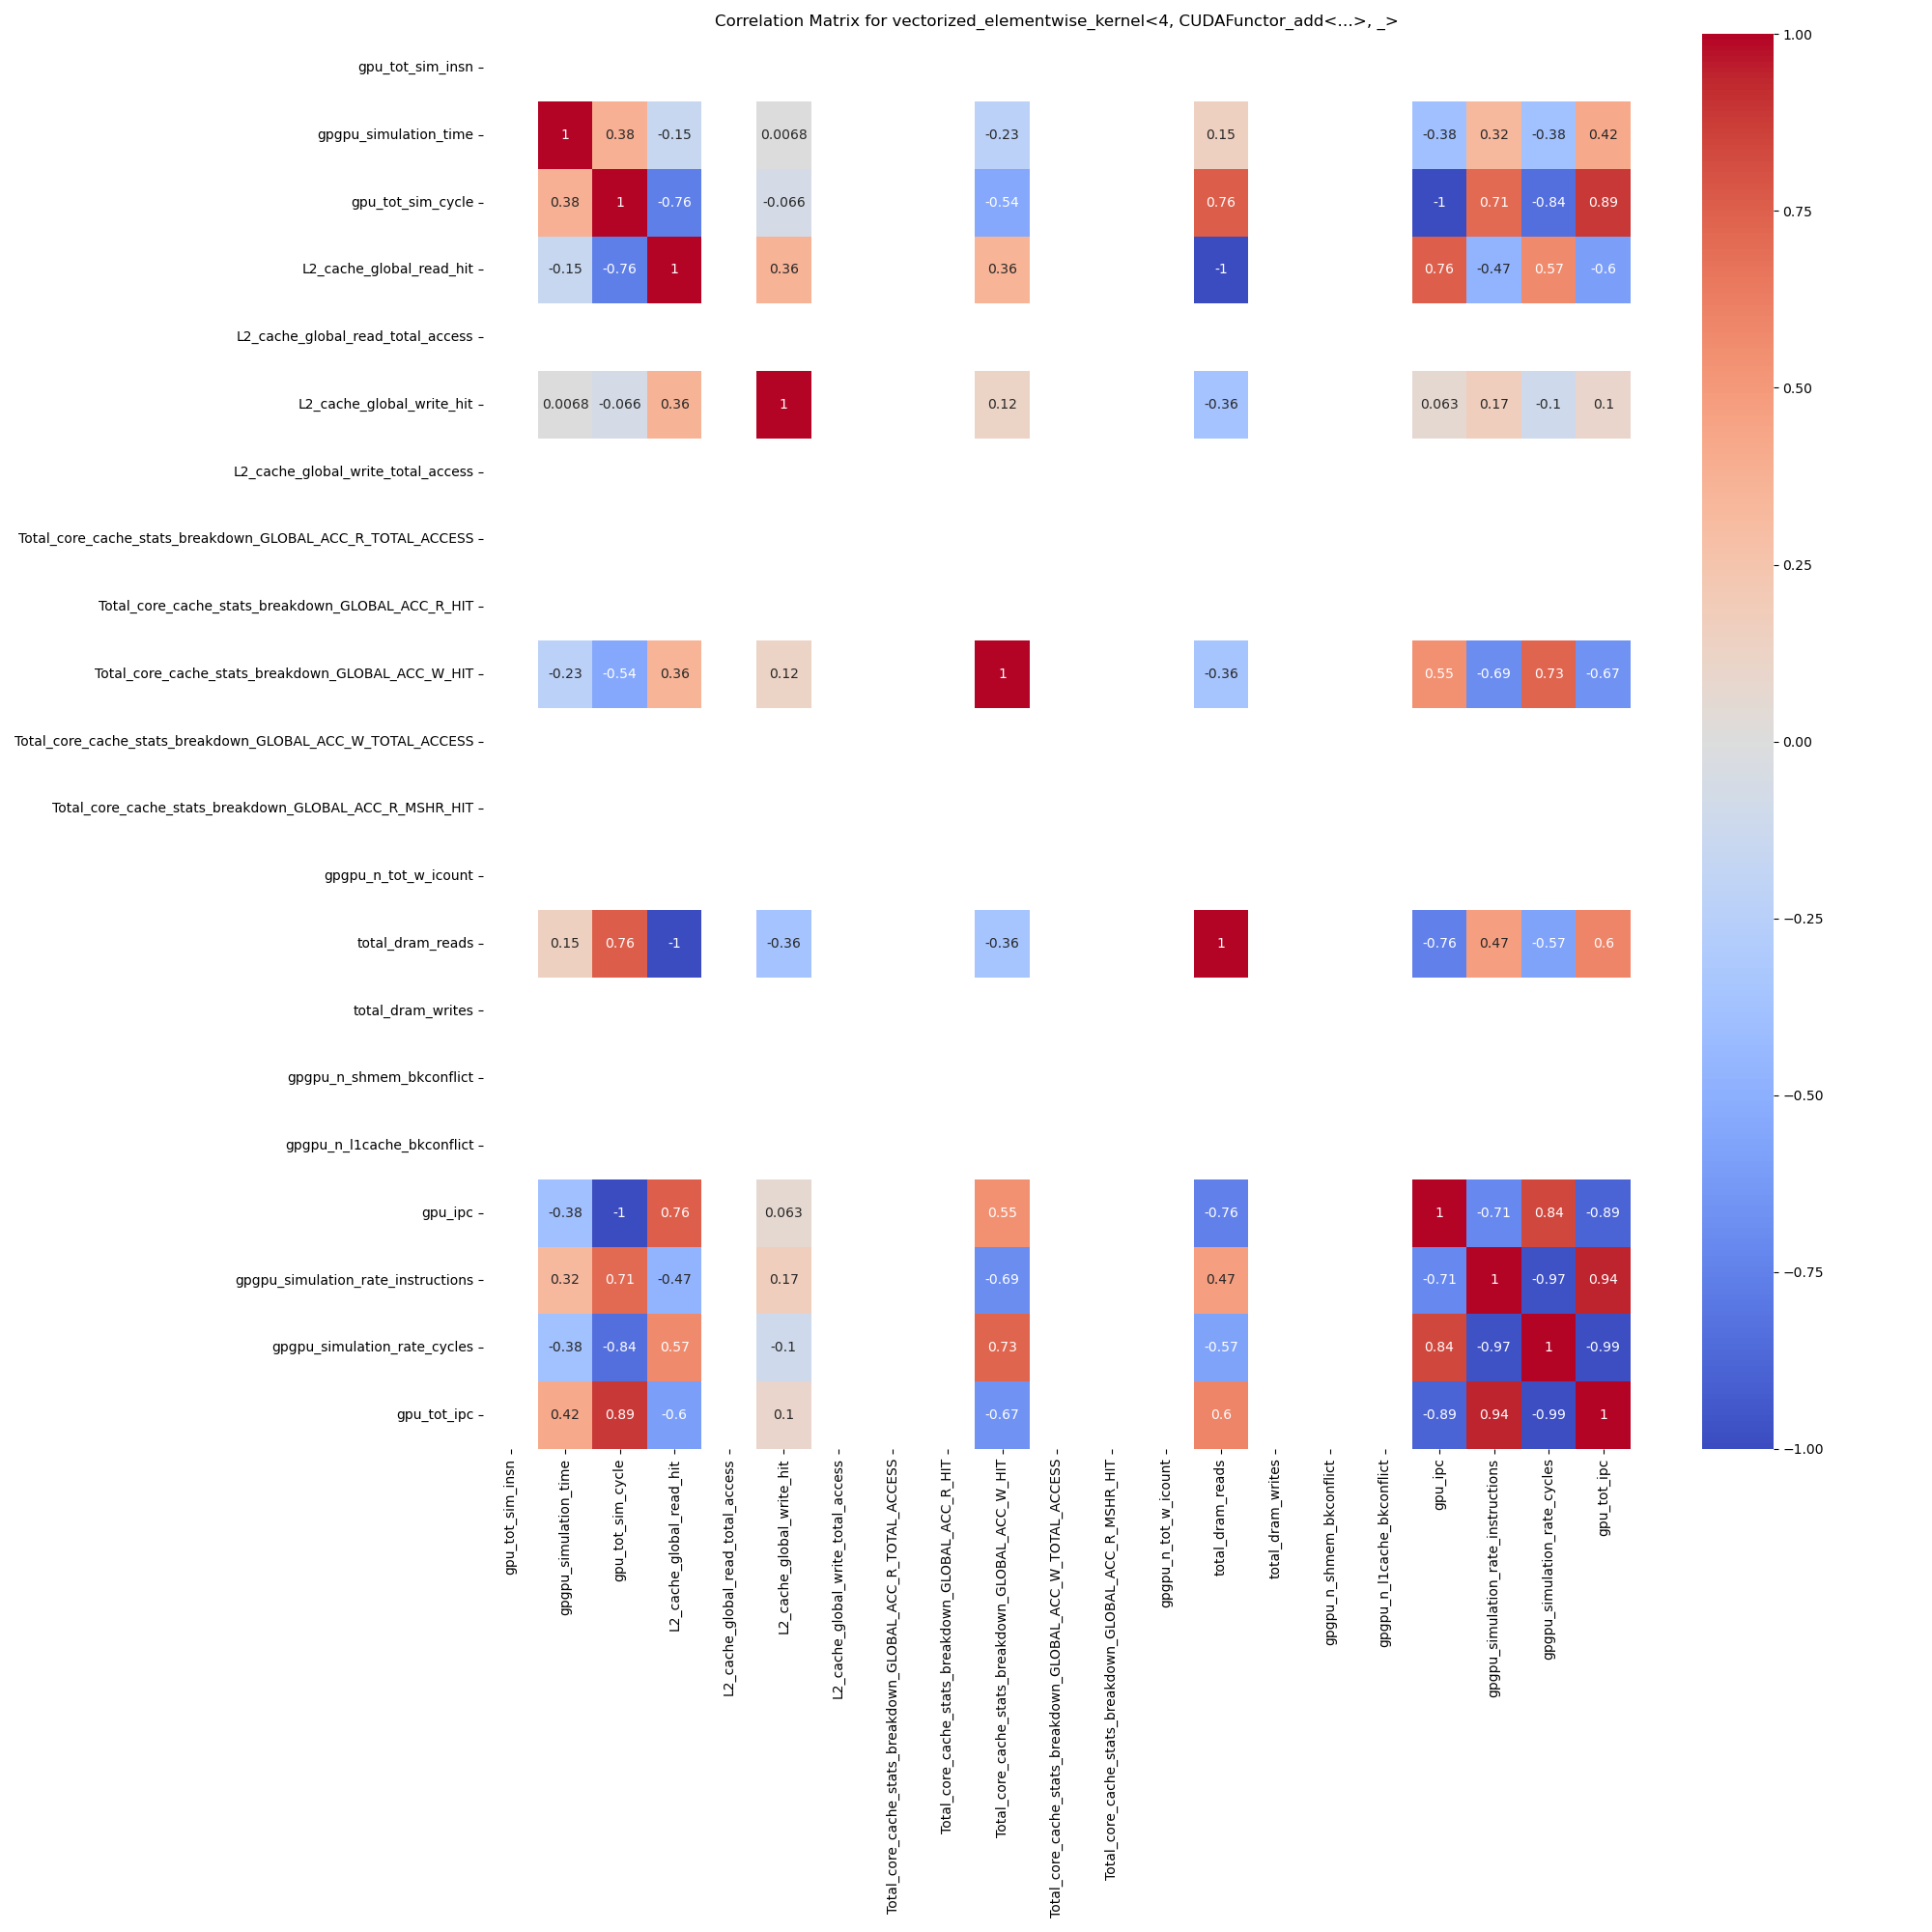 Correlation Matrix for vectorized_elementwise_kernel<4, CUDAFunctor_add<...>, _>
gpu_tot_sim_insn
gpgpu_simulation_time 1 0.38 -0.15 0.0068 -0.23 0.15 -0.38 0.32 -0.38 0.42
gpu_tot_sim_cycle 0.38 1 -0.76 -0.066 -0.54 0.76 -1 0.71 -0.84 0.89
L2_cache_global_read_hit -0.15 -0.76 1 0.36 0.36 -1 0.76 -0.47 0.57 -0.6
L2_cache_global_read_total_access
L2_cache_global_write_hit 0.0068 -0.066 0.36 1 0.12 -0.36 0.063 0.17 -0.1 0.1
L2_cache_global_write_total_access
Total_core_cache_stats_breakdown_GLOBAL_ACC_R_TOTAL_ACCESS
Total_core_cache_stats_breakdown_GLOBAL_ACC_R_HIT
Total_core_cache_stats_breakdown_GLOBAL_ACC_W_HIT -0.23 -0.54 0.36 0.12 1 -0.36 0.55 -0.69 0.73 -0.67
Total_core_cache_stats_breakdown_GLOBAL_ACC_W_TOTAL_ACCESS
Total_core_cache_stats_breakdown_GLOBAL_ACC_R_MSHR_HIT
gpgpu_n_tot_w_icount
total_dram_reads 0.15 0.76 -1 -0.36 -0.36 1 -0.76 0.47 -0.57 0.6
total_dram_writes
gpgpu_n_shmem_bkconflict
gpgpu_n_l1cache_bkconflict
gpu_ipc -0.38 -1 0.76 0.063 0.55 -0.76 1 -0.71 0.84 -0.89
gpgpu_simulation_rate_instructions 0.32 0.71 -0.47 0.17 -0.69 0.47 -0.71 1 -0.97 0.94
gpgpu_simulation_rate_cycles -0.38 -0.84 0.57 -0.1 0.73 -0.57 0.84 -0.97 1 -0.99
gpu_tot_ipc 0.42 0.89 -0.6 0.1 -0.67 0.6 -0.89 0.94 -0.99 1
gpu_tot_sim_insn
gpgpu_simulation_time
gpu_tot_sim_cycle
L2_cache_global_read_hit
L2_cache_global_read_total_access
L2_cache_global_write_hit
L2_cache_global_write_total_access
Total_core_cache_stats_breakdown_GLOBAL_ACC_R_TOTAL_ACCESS
Total_core_cache_stats_breakdown_GLOBAL_ACC_R_HIT
Total_core_cache_stats_breakdown_GLOBAL_ACC_W_HIT
Total_core_cache_stats_breakdown_GLOBAL_ACC_W_TOTAL_ACCESS
Total_core_cache_stats_breakdown_GLOBAL_ACC_R_MSHR_HIT
gpgpu_n_tot_w_icount
total_dram_reads
total_dram_writes
gpgpu_n_shmem_bkconflict
gpgpu_n_l1cache_bkconflict
gpu_ipc
gpgpu_simulation_rate_instructions
gpgpu_simulation_rate_cycles
gpu_tot_ipc
1.00
0.75
0.50
0.25
0.00
−0.25
−0.50
−0.75
−1.00